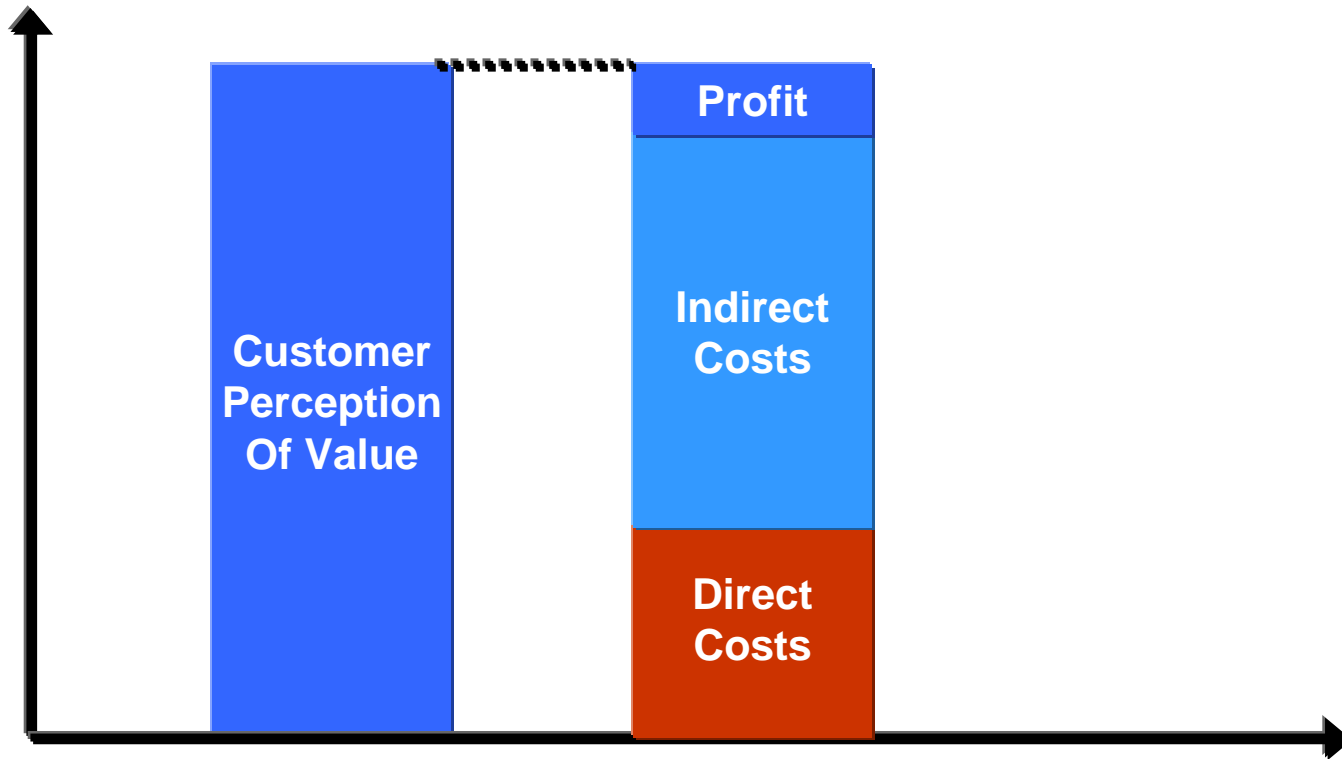 Customer
Perception
Of Value
Profit
Indirect
Costs
Direct
Costs